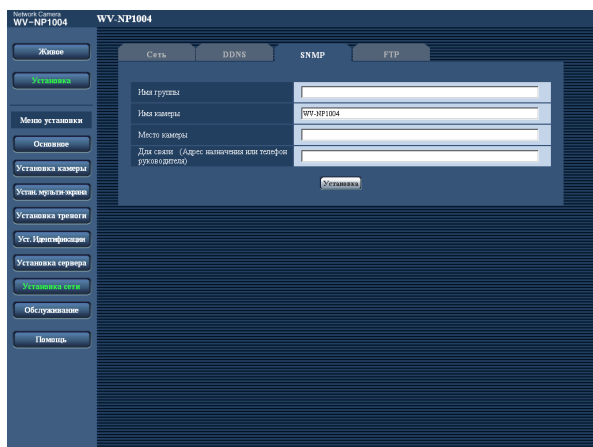 Network Camera
WV-NP1004
WV-NP1004
Живое
Установка
Меню установки
Основное
Установка камеры
Устан. мульти-экрана
Установка тревоги
Уст. Идентификации
Установка сервера
Установка сети
Обслуживание
Помощь
Сеть
DDNS
SNMP
FTP
Имя группы
Имя камеры
WV-NP1004
Место камеры
Для связи (Адрес назначения или телефон
руководителя)
Установка